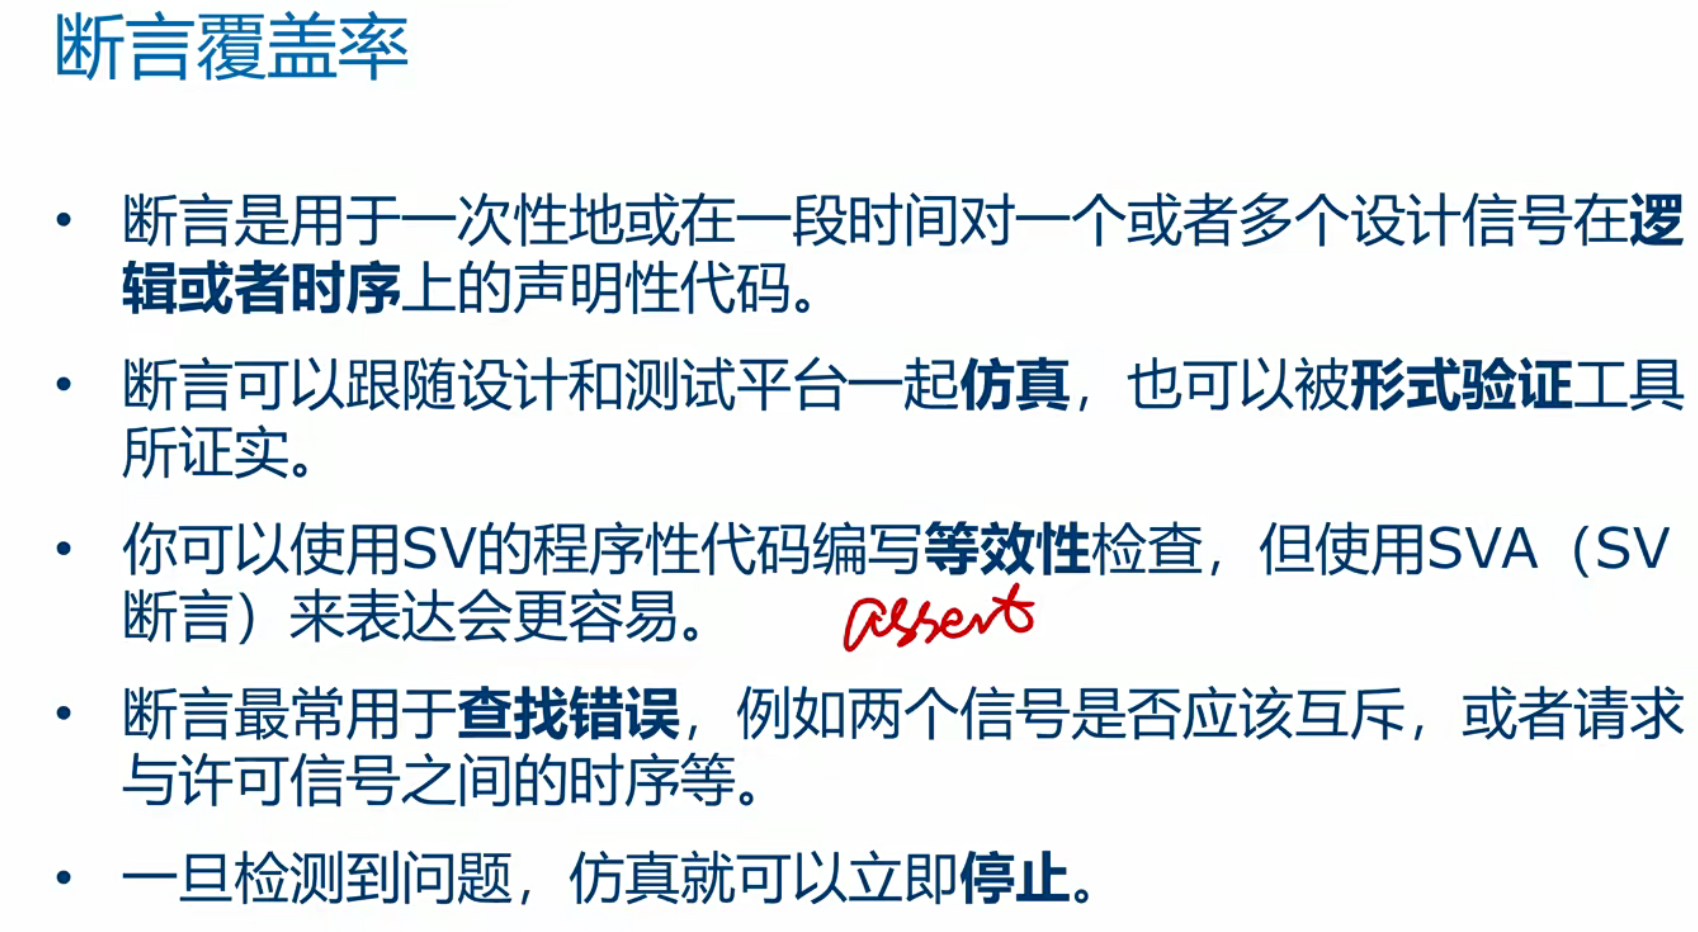 断言覆盖率
• 断言是用于一次性地或在一段时间对一个或者多个设计信号在逻
辑或者时序上的声明性代码。
• 断言可以跟随设计和测试平台一起仿真，也可以被形式验证工具
所证实。
• 你可以使用SV的程序性代码编写等效性检查，但使用SVA（SV
断言）来表达会更容易。
assert
• 断言最常用于查找错误，例如两个信号是否应该互斥，或者请求
与许可信号之间的时序等。
• 一旦检测到问题，仿真就可以立即停止。